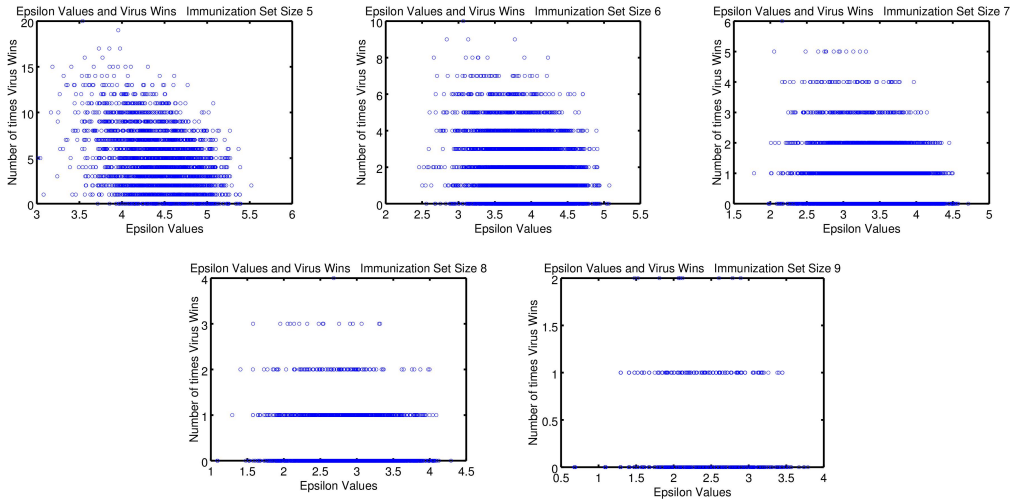 Epsilon Values and Virus Wins Immunization Set Size 5
Number of times Virus Wins
20
15
10
5
0
3 3.5 4 4.5 5 5.5 6
Epsilon Values
Epsilon Values and Virus Wins Immunization Set Size 6
Number of times Virus Wins
10
8
6
4
2
0
2 2.5 3 3.5 4 4.5 5 5.5
Epsilon Values
Epsilon Values and Virus Wins Immunization Set Size 7
Number of times Virus Wins
6
5
4
3
2
1
0
1.5 2 2.5 3 3.5 4 4.5 5
Epsilon Values
Epsilon Values and Virus Wins Immunization Set Size 8
Number of times Virus Wins
4
3
2
1
0
1 1.5 2 2.5 3 3.5 4 4.5
Epsilon Values
Epsilon Values and Virus Wins Immunization Set Size 9
Number of times Virus Wins
2
1.5
1
0.5
0
0.5 1 1.5 2 2.5 3 3.5 4
Epsilon Values